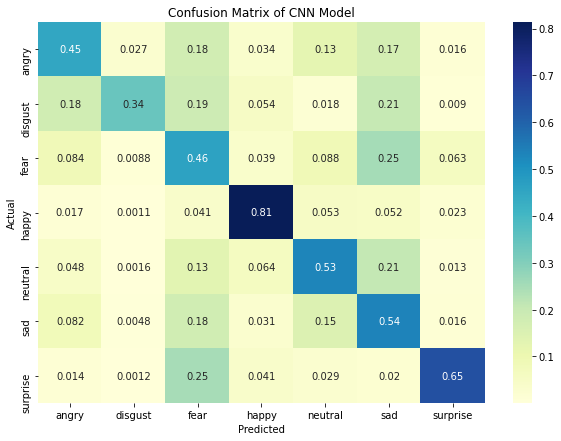 Confusion Matrix of CNN Model
angry 0.45 0.027 0.18 0.034 0.13 0.17 0.016
disgust 0.18 0.34 0.19 0.054 0.018 0.21 0.009
fear 0.084 0.0088 0.46 0.039 0.088 0.25 0.063
happy 0.017 0.0011 0.041 0.81 0.053 0.052 0.023
neutral 0.048 0.0016 0.13 0.064 0.53 0.21 0.013
sad 0.082 0.0048 0.18 0.031 0.15 0.54 0.016
surprise 0.014 0.0012 0.25 0.041 0.029 0.02 0.65
Actual
angry disgust fear happy neutral sad surprise
Predicted
0.8
0.7
0.6
0.5
0.4
0.3
0.2
0.1